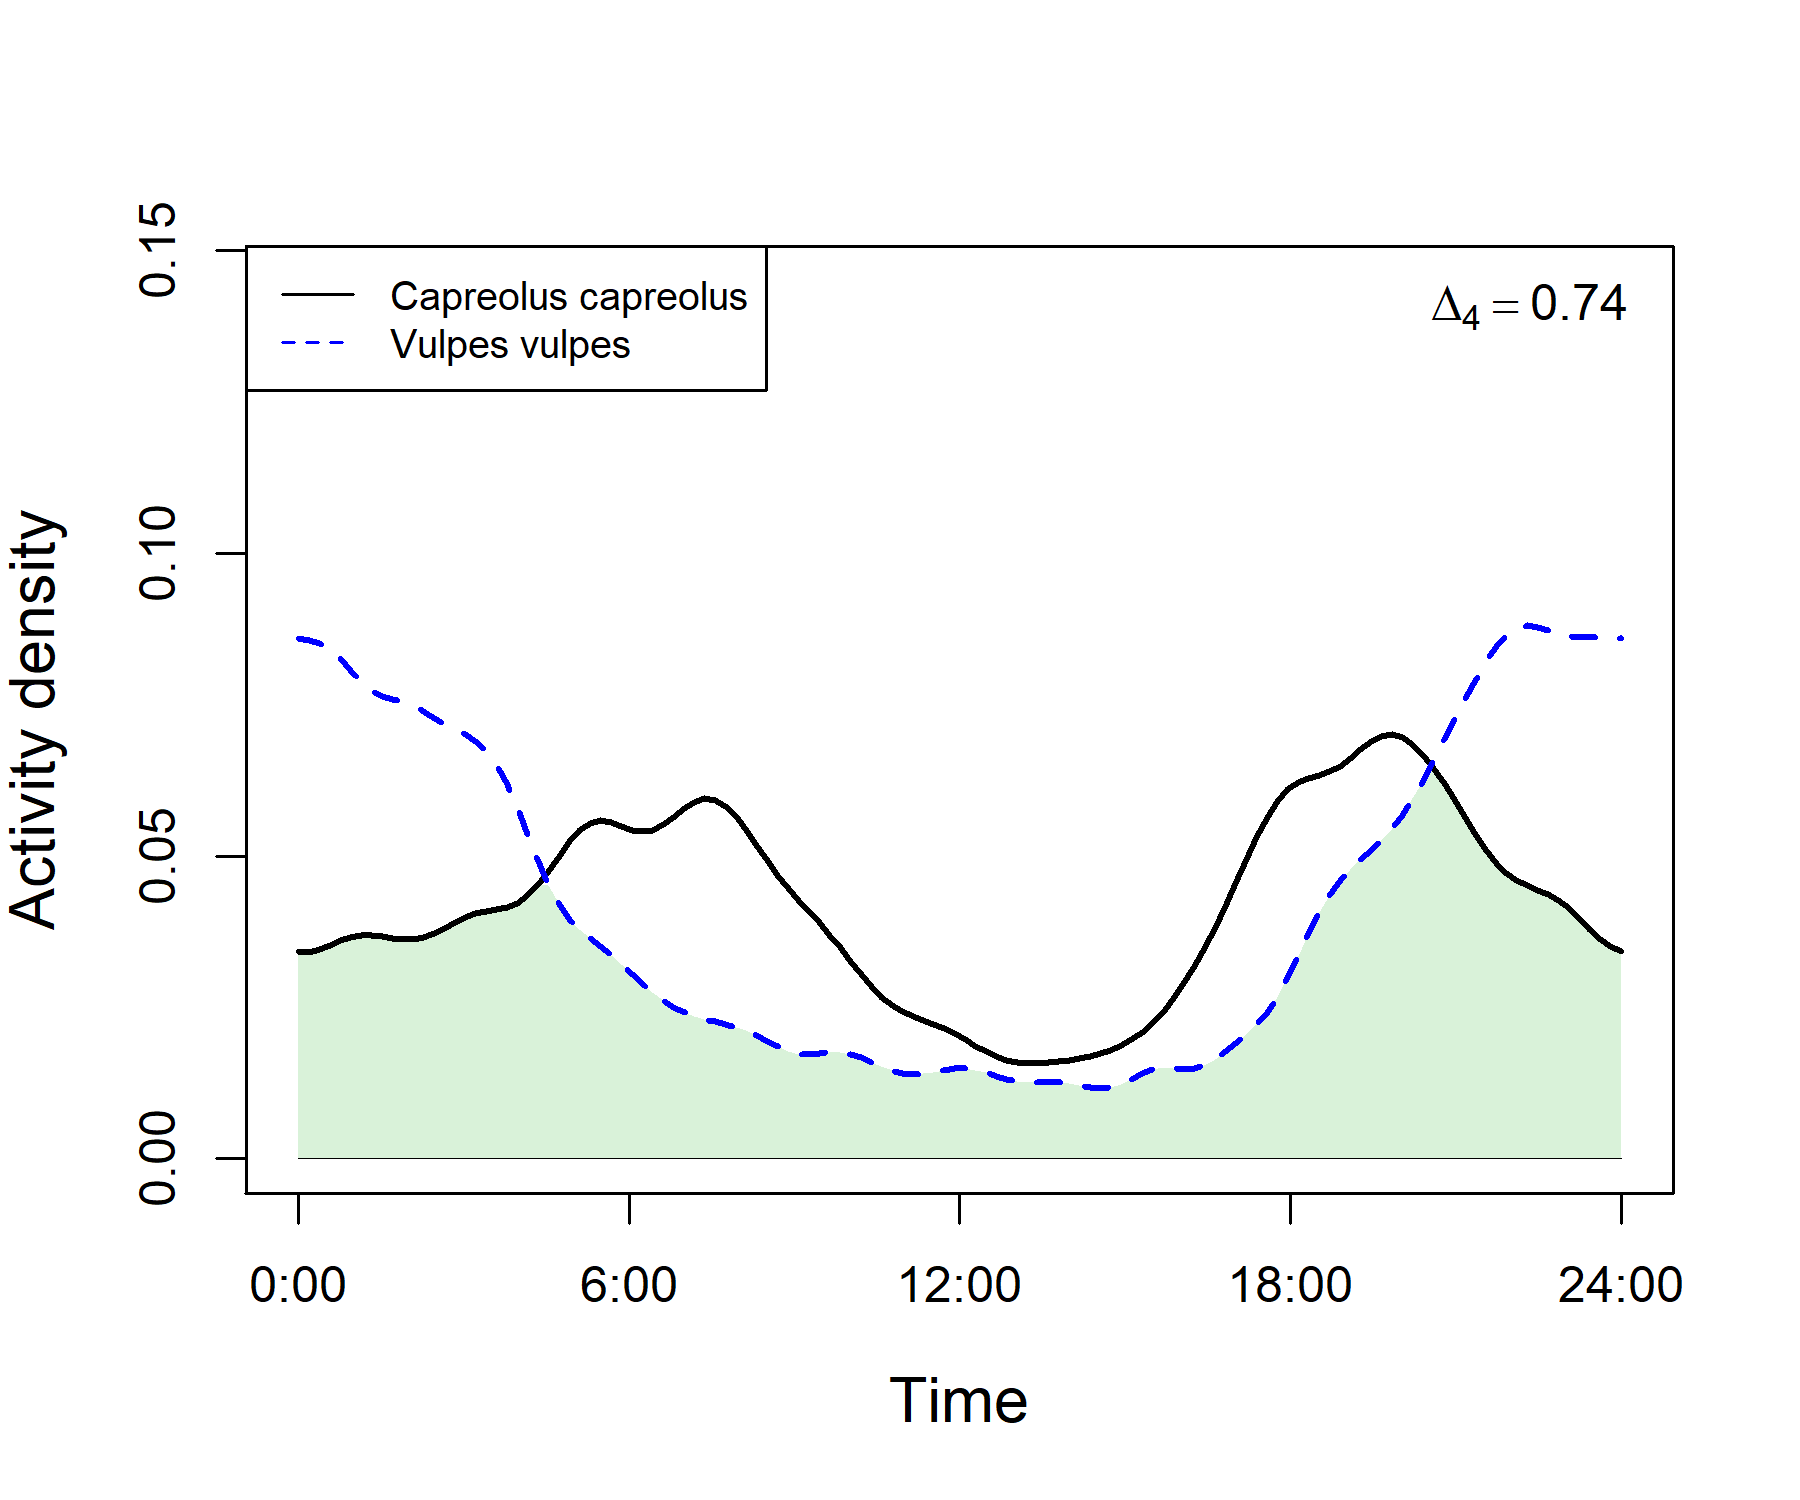 Capreolus capreolus
Vulpes vulpes
Δ4 = 0.74
Activity density
0.15
0.10
0.05
0.00
0:00 6:00 12:00 18:00 24:00
Time